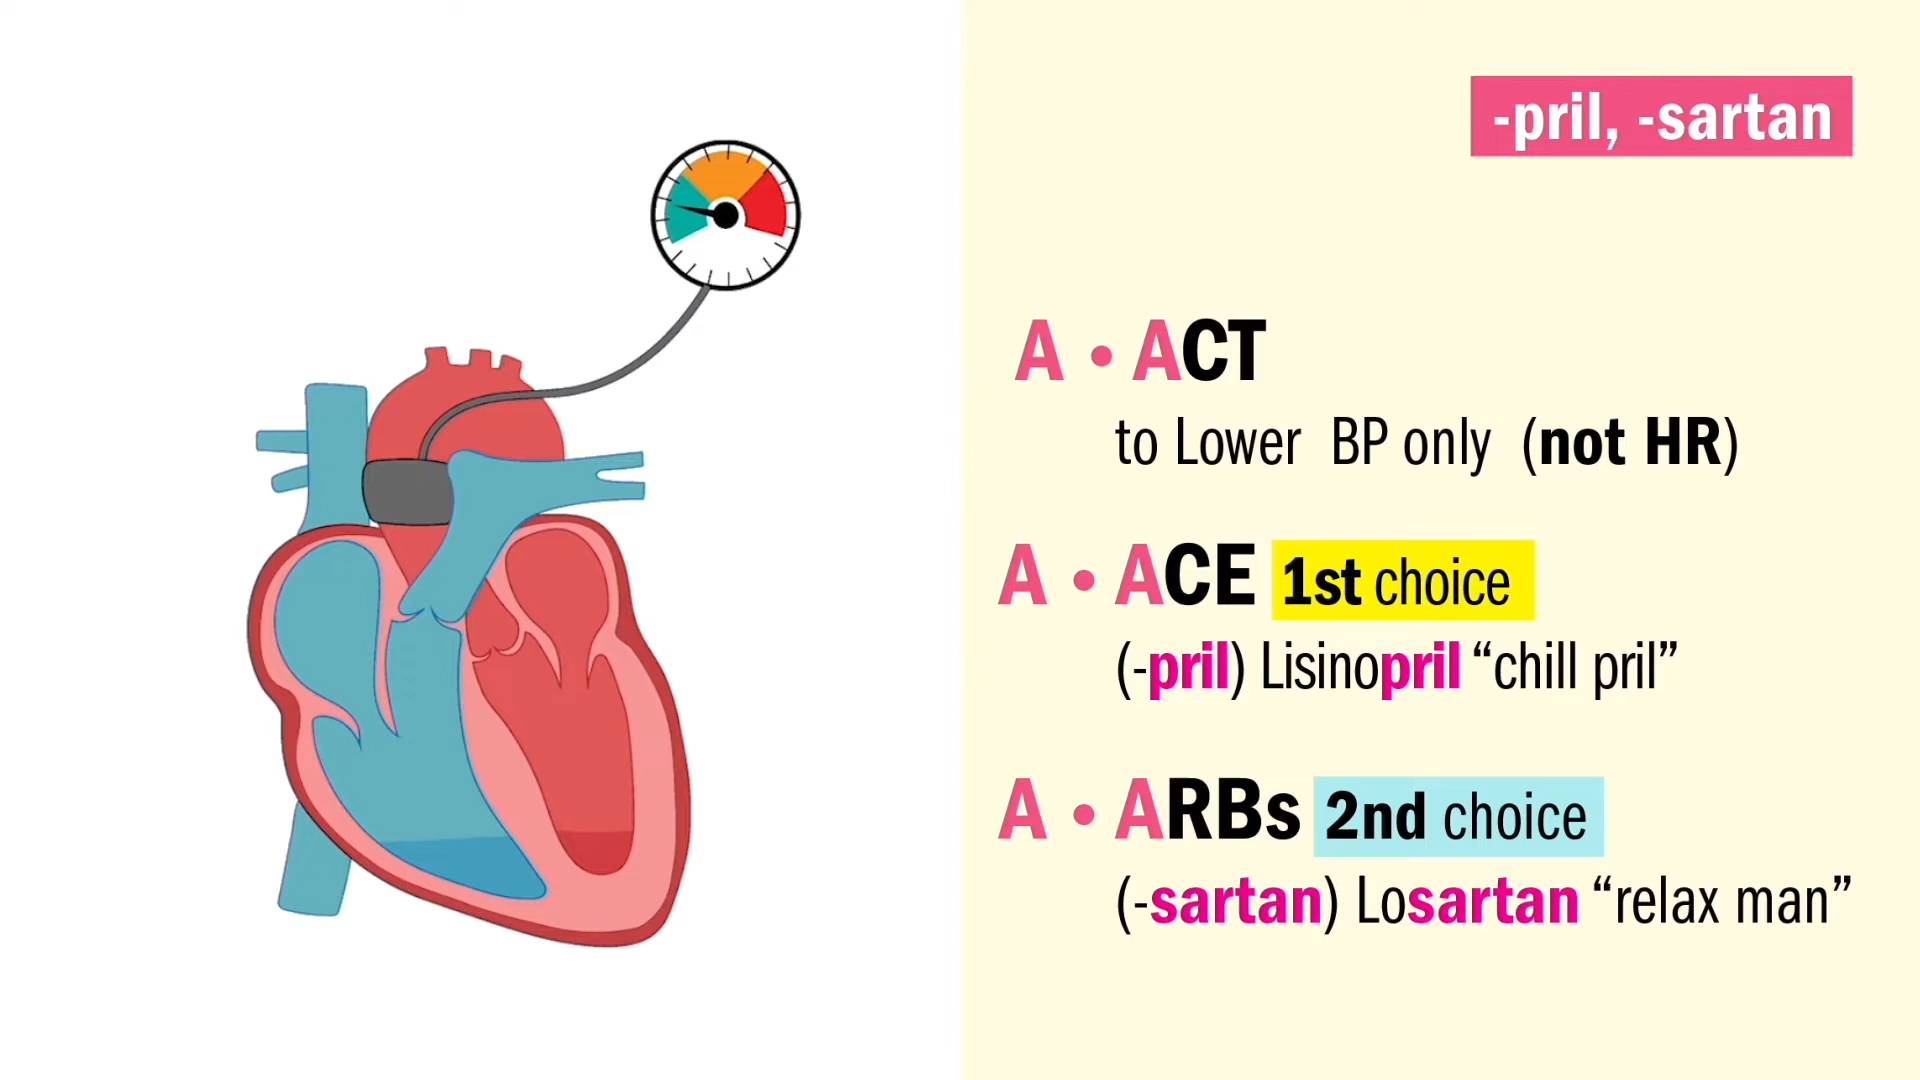 -pril, -sartan
A • ACT
to Lower BP only (not HR)
A • ACE 1st choice
(-pril) Lisinopril “chill pril”
A • ARBs 2nd choice
(-sartan) Losartan “relax man”